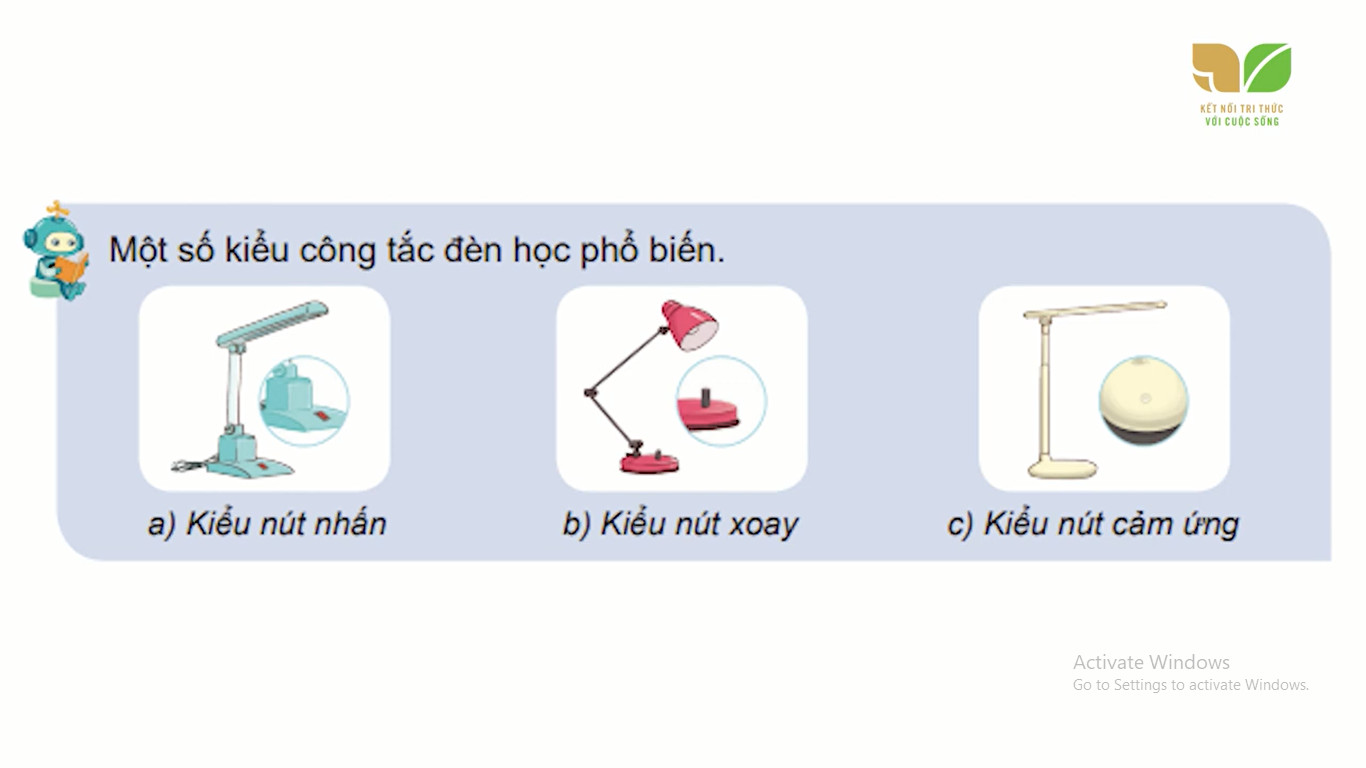 KẾT NỐI TRI THỨC
VỚI CUỘC SỐNG
Một số kiểu công tắc đèn học phổ biến.
a) Kiểu nút nhấn
b) Kiểu nút xoay
c) Kiểu nút cảm ứng
Activate Windows
Go to Settings to activate Windows.